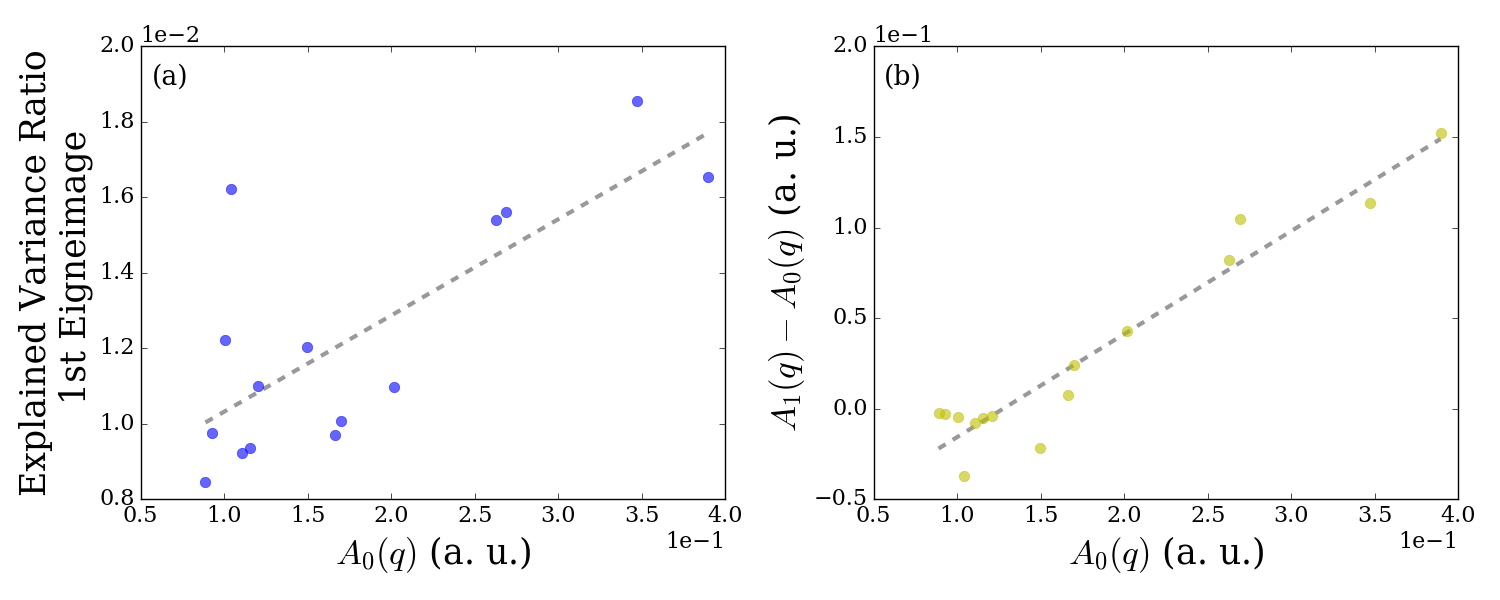 1e−2
(a)
2.0
1.8
1.6
1.4
1.2
1.0
0.8
Explained Variance Ratio
1st Eigneimage
0.5 1.0 1.5 2.0 2.5 3.0 3.5 4.0
1e−1
A₀(q) (a. u.)
1e−1
(b)
2.0
1.5
1.0
0.5
0.0
−0.5
A₁(q) − A₀(q) (a. u.)
0.5 1.0 1.5 2.0 2.5 3.0 3.5 4.0
1e−1
A₀(q) (a. u.)